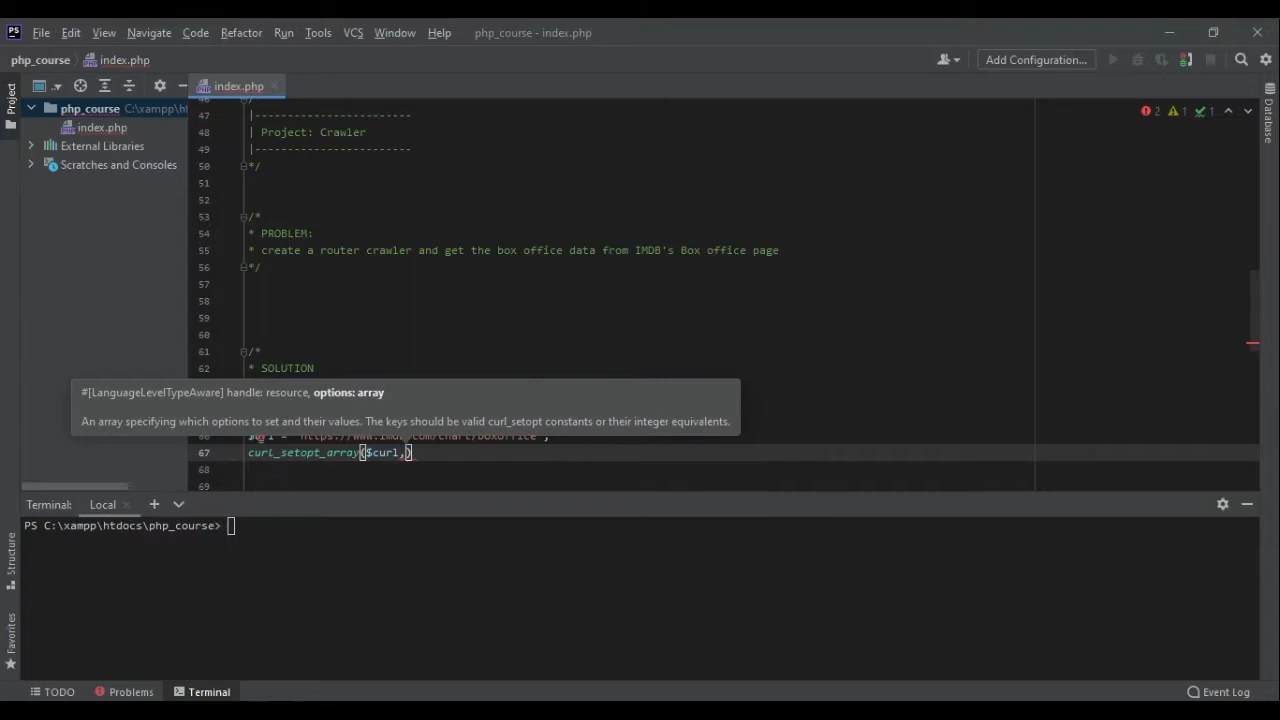 PS File Edit View Navigate Code Refactor Run Tools VCS Window Help php_course - index.php
php_course index.php Add Configuration...
Project index.php
php_course C:\xampp\ht
index.php
External Libraries
Scratches and Consoles
2 1 1
Database
47 |------------------------
48 | Project: Crawler
49 |------------------------
50 */
51
52
53 /*
54 * PROBLEM:
55 * create a router crawler and get the box office data from IMDB's Box office page
56 */
57
58
59
60
61 /*
62 * SOLUTION
#[LanguageLevelTypeAware] handle: resource, options: array
An array specifying which options to set and their values. The keys should be valid curl_setopt constants or their integer equivalents.
67 curl_setopt_array($curl,)
68
69
Terminal: Local
PS C:\xampp\htdocs\php_course>
Structure
Favorites
TODO Problems Terminal Event Log